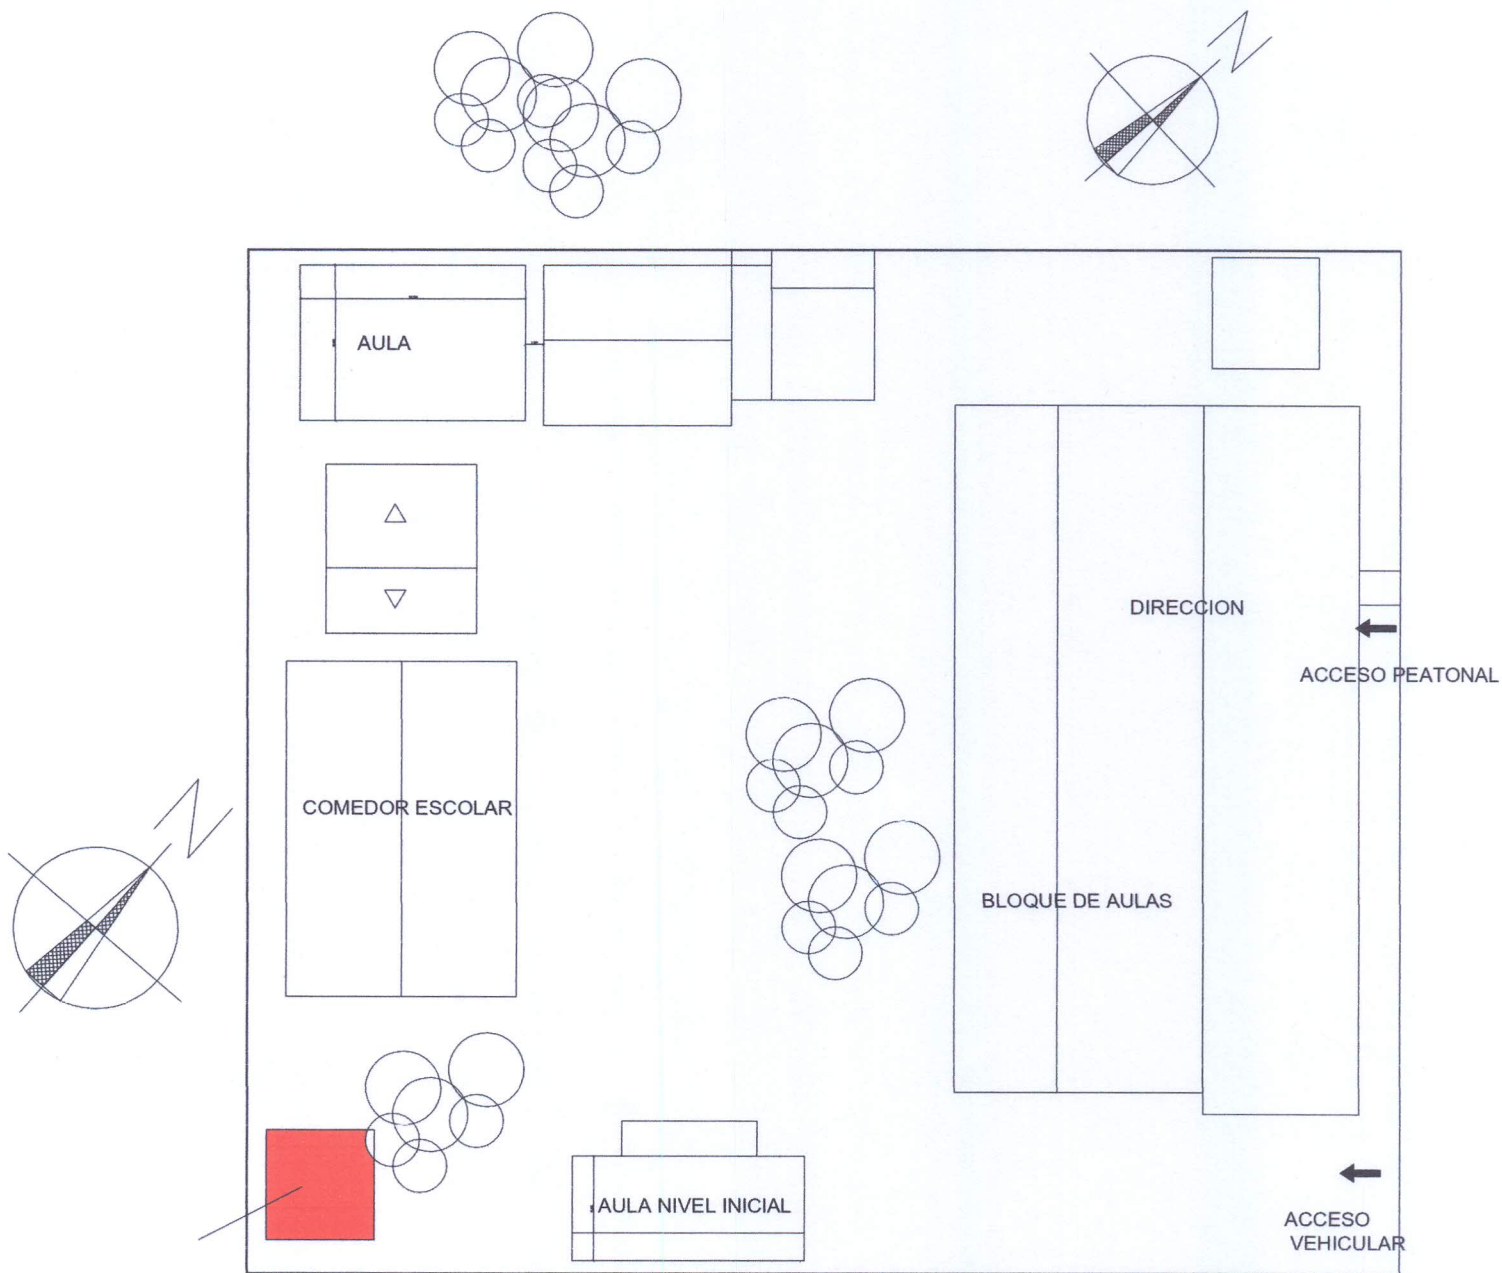 N
AULA
DIRECCION
ACCESO PEATONAL
COMEDOR ESCOLAR
N
BLOQUE DE AULAS
AULA NIVEL INICIAL
ACCESO
VEHICULAR